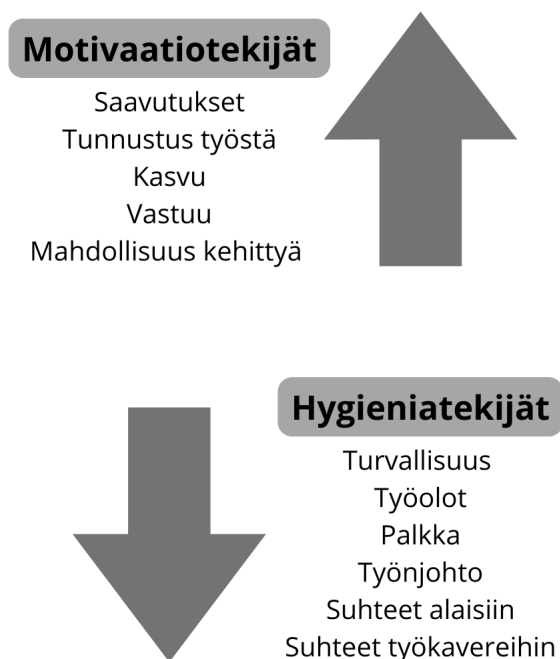 Motivaatiotekijät
Saavutukset
Tunnustus työstä
Kasvu
Vastuu
Mahdollisuus kehittyä
Hygieniatekijät
Turvallisuus
Työolot
Palkka
Työnjohto
Suhteet alaisiin
Suhteet työkavereihin